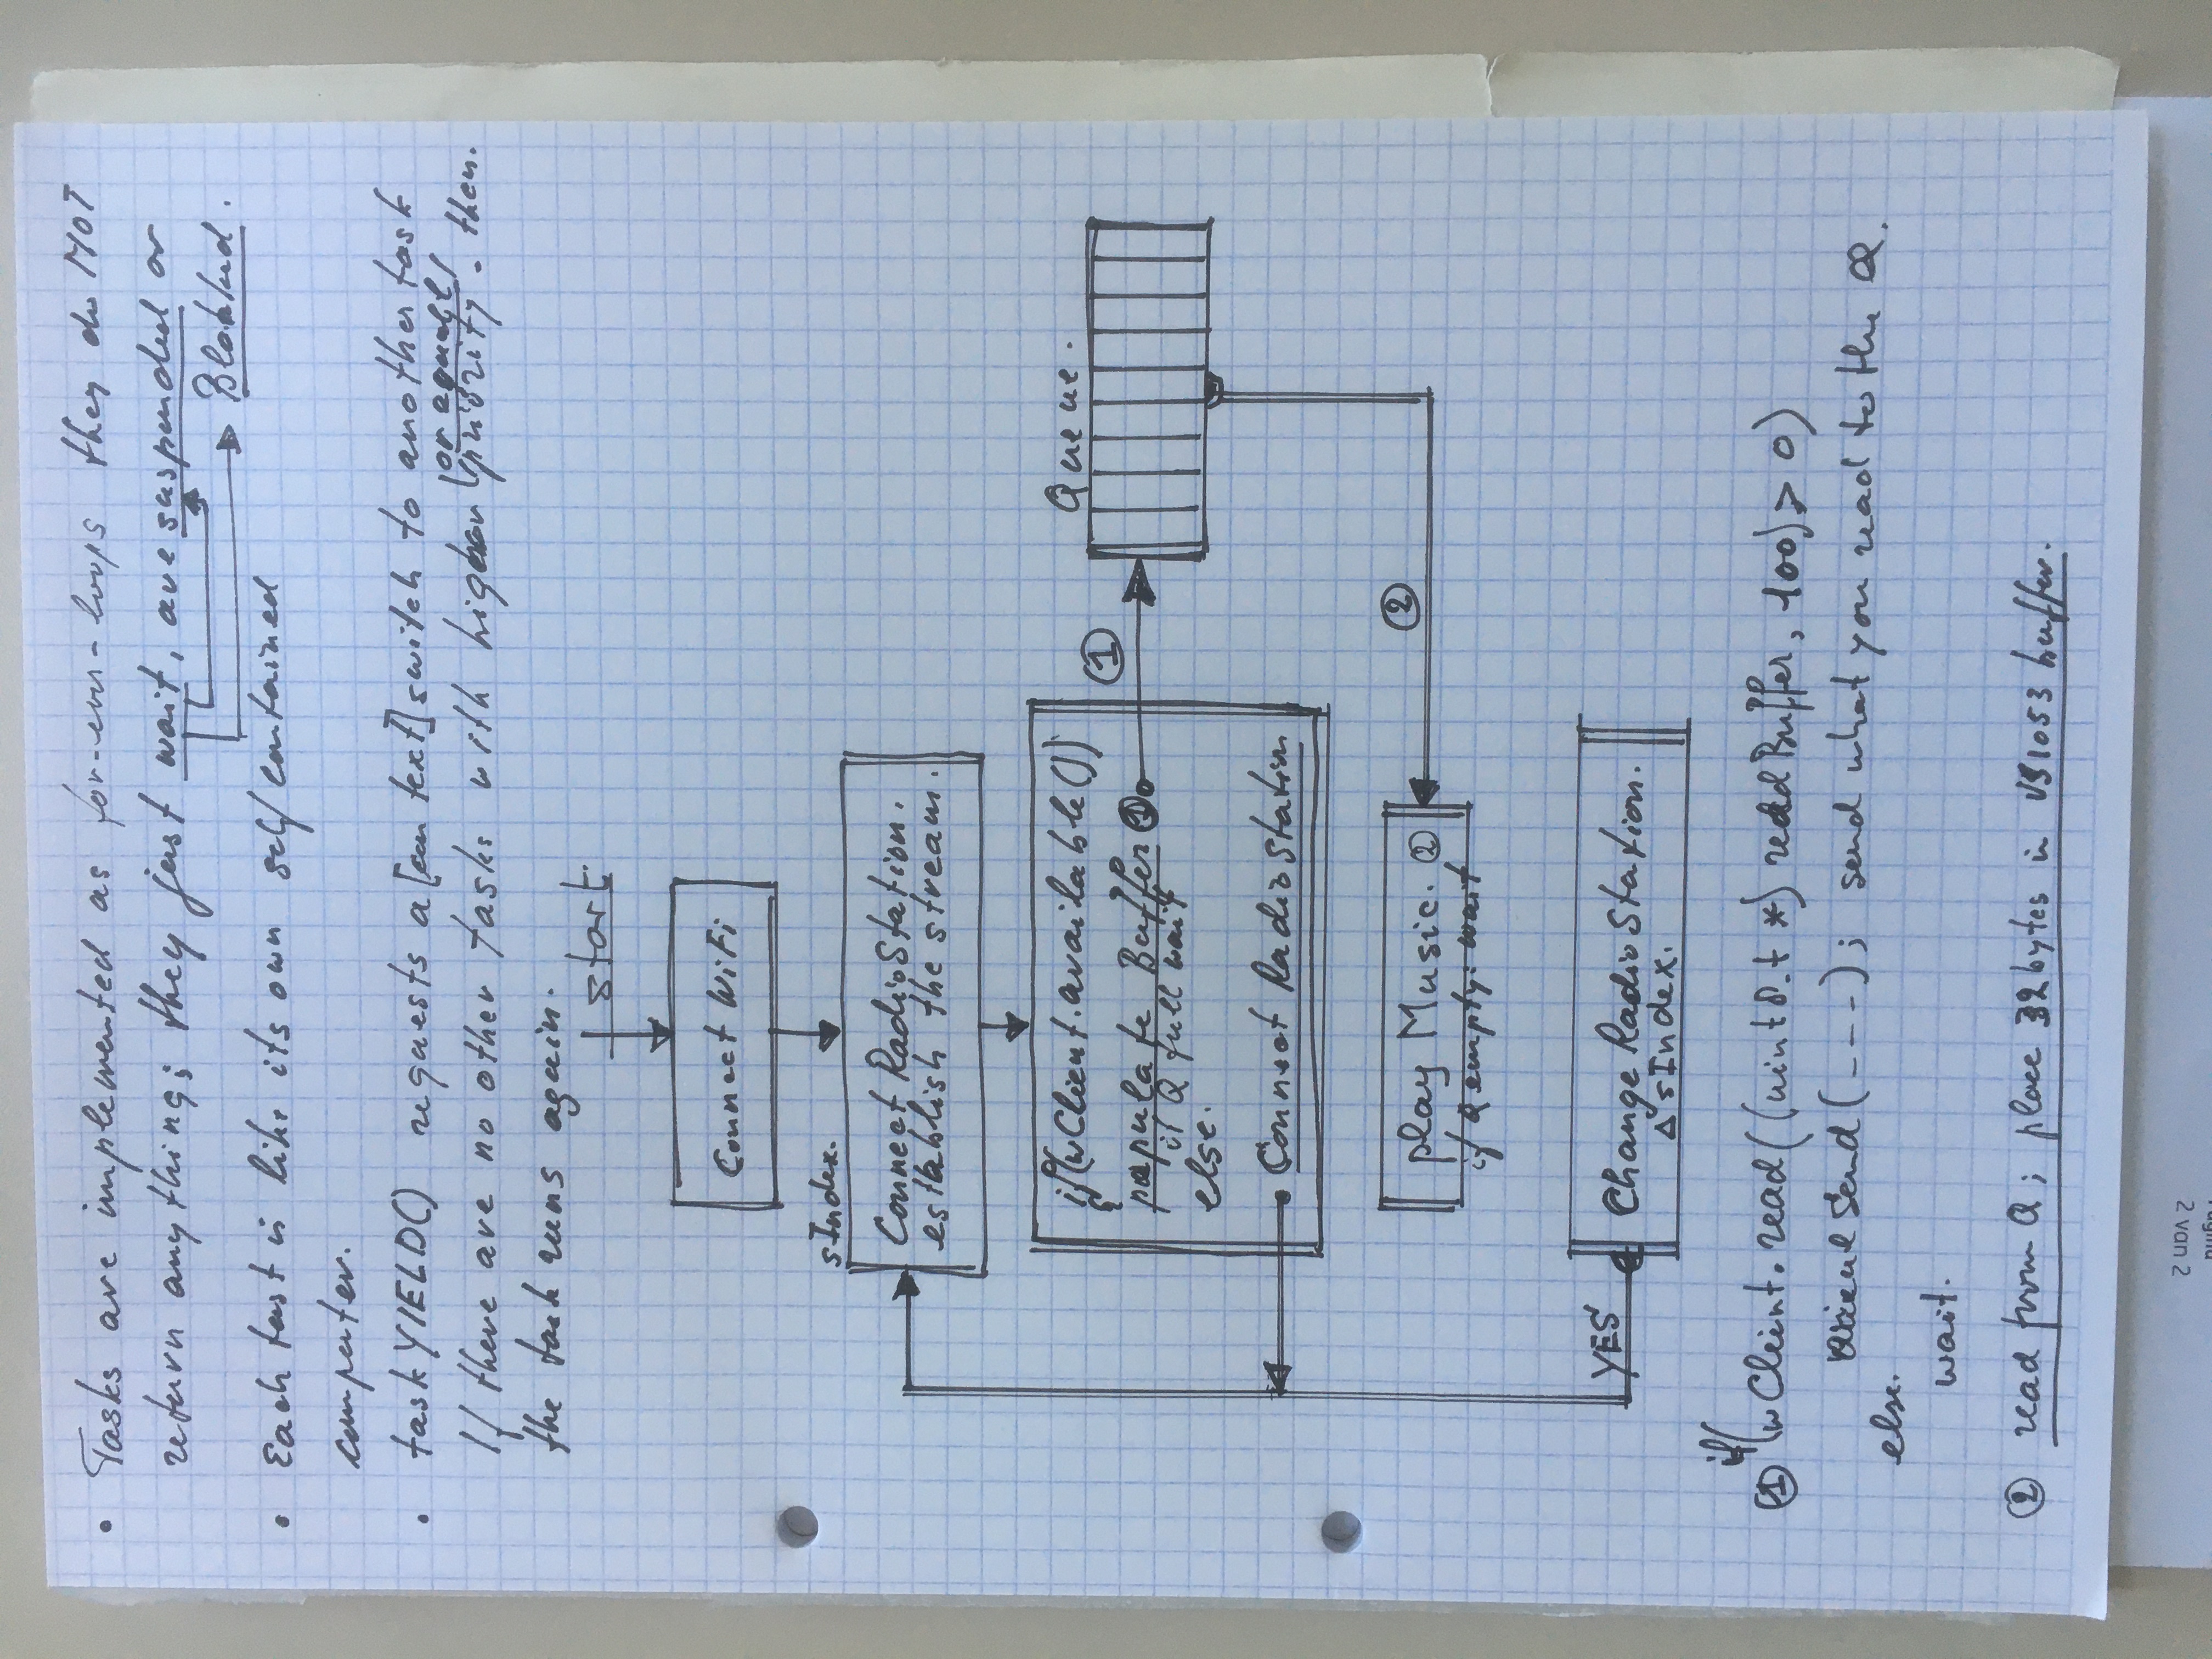 • Tasks are implemented as for-ever-loops they do NOT
return anything; they just wait, are suspended or
Blokked.
• Each task is like its own self contained
computer.
• taskYIELD() requests a [con text] switch to another task
(or equal!)
If there are no other tasks with higher priority. then.
the task runs again.
start
Connect WiFi
sIndex.
Connect RadioStation.
establish the stream.
if(wClient.available())
{
populate Buffer ①
if Q full wait
else.
Connect RadioStation
①
Queue.
play Music. ②
if Q empty: wait
②
YES
Change RadioStation.
Δ sIndex.
if(
① wClient.read((uint8_t *) readBuffer, 100) > 0)
Send (---); send what you read to the Q.
else.
wait.
② read from Q; place 32 bytes in VS1053 buffer.
2 van 2
Pagina